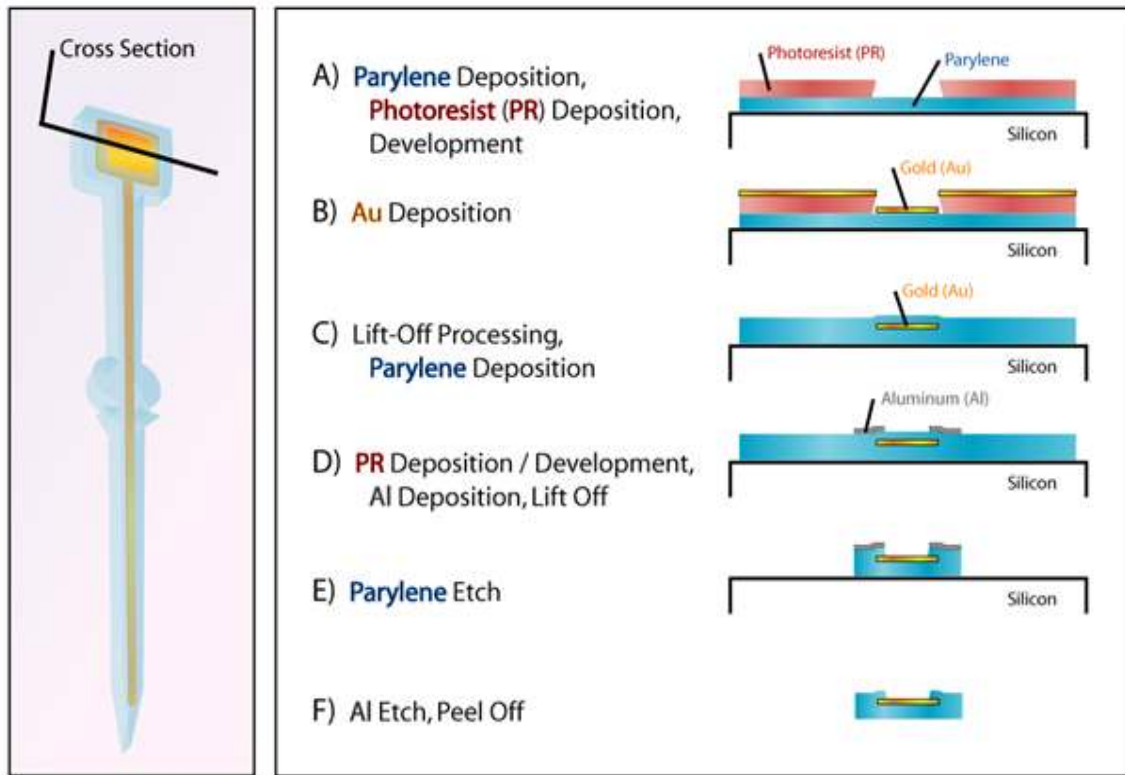 Cross Section
A) Parylene Deposition,
Photoresist (PR) Deposition,
Development
Photoresist (PR)
Parylene
Silicon
B) Au Deposition
Gold (Au)
Silicon
C) Lift-Off Processing,
Parylene Deposition
Gold (Au)
Silicon
D) PR Deposition / Development,
Al Deposition, Lift Off
Aluminum (Al)
Silicon
E) Parylene Etch
Silicon
F) Al Etch, Peel Off